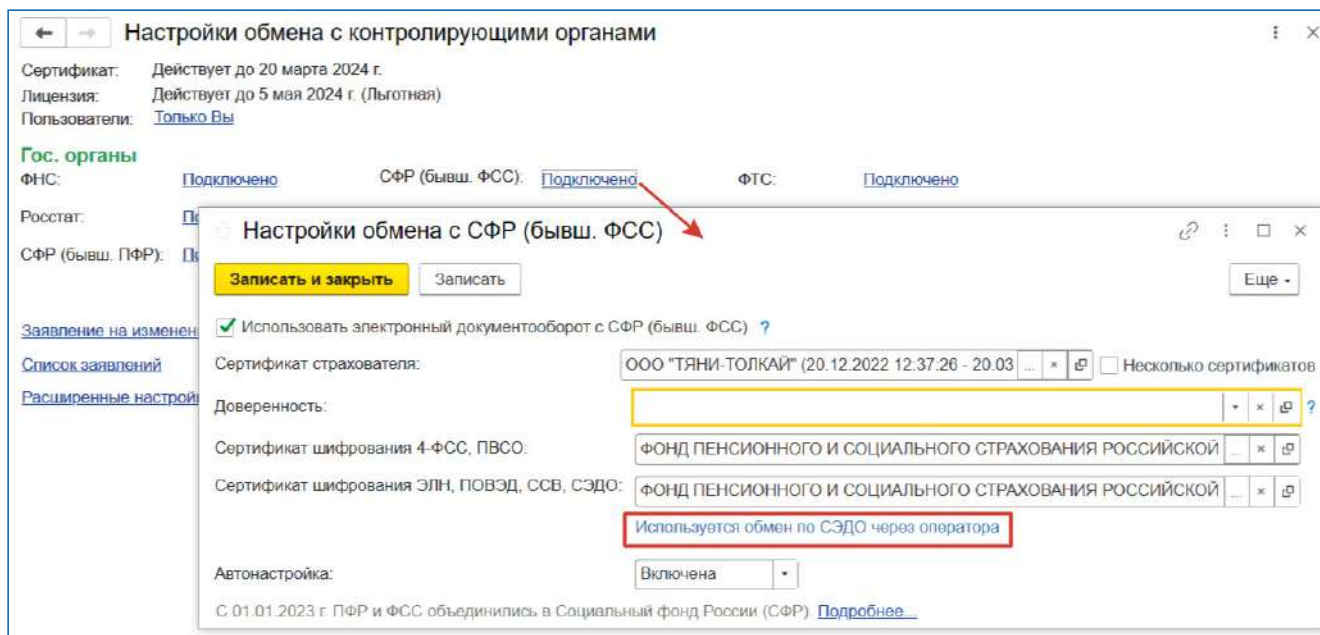 Настройки обмена с контролирующими органами
Сертификат: Действует до 20 марта 2024 г.
Лицензия: Действует до 5 мая 2024 г. (Льготная)
Пользователи: Только Вы
Гос. органы
ФНС: Подключено СФР (бывш. ФСС): Подключено ФТС: Подключено
Росстат:
СФР (бывш. ПФР):
Настройки обмена с СФР (бывш. ФСС)
Записать и закрыть Записать Еще
Заявление на
Использовать электронный документооборот с СФР (бывш. ФСС) ?
Список заявлений
Сертификат страхователя: ООО "ТЯНИ-ТОЛКАЙ" (20.12.2022 12:37:26 - 20.03 ... Несколько сертификатов
Расширенные
Доверенность: ?
Сертификат шифрования 4-ФСС, ПВСО: ФОНД ПЕНСИОННОГО И СОЦИАЛЬНОГО СТРАХОВАНИЯ РОССИЙСКОЙ ...
Сертификат шифрования ЭЛН, ПОВЭД, ССВ, СЭДО: ФОНД ПЕНСИОННОГО И СОЦИАЛЬНОГО СТРАХОВАНИЯ РОССИЙСКОЙ ...
Используется обмен по СЭДО через оператора
Автонастройка: Включена
С 01.01.2023 г. ПФР и ФСС объединились в Социальный фонд России (СФР). Подробнее...